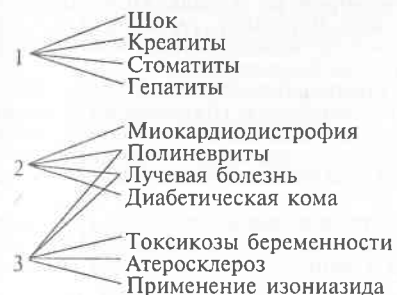 1
Шок
Креатиты
Стоматиты
Гепатиты
2
Миокардиодистрофия
Полиневриты
Лучевая болезнь
Диабетическая кома
3
Токсикозы беременности
Атеросклероз
Применение изониазида